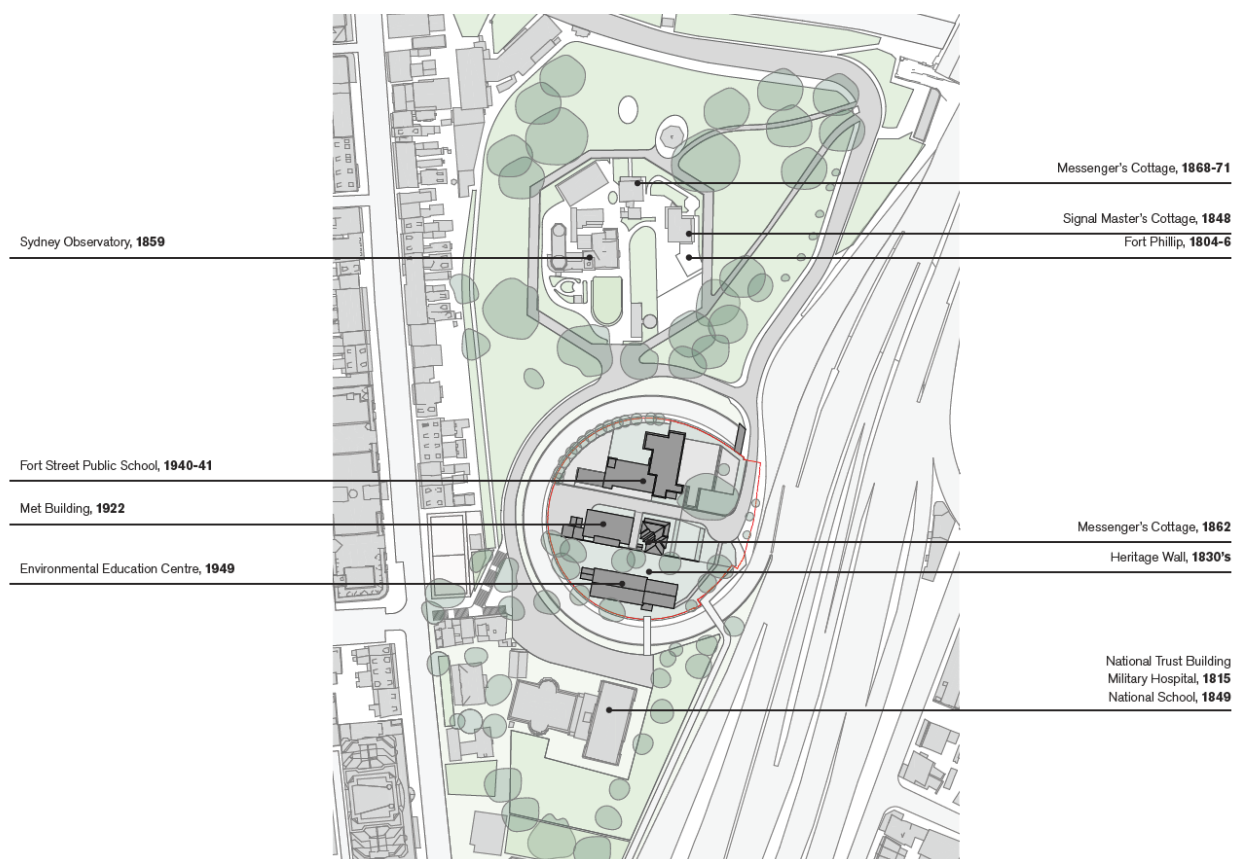 Messenger's Cottage, 1868-71
Signal Master's Cottage, 1848
Sydney Observatory, 1859
Fort Phillip, 1804-6
Fort Street Public School, 1940-41
Met Building, 1922
Messenger's Cottage, 1862
Heritage Wall, 1830's
Environmental Education Centre, 1949
National Trust Building
Military Hospital, 1815
National School, 1849